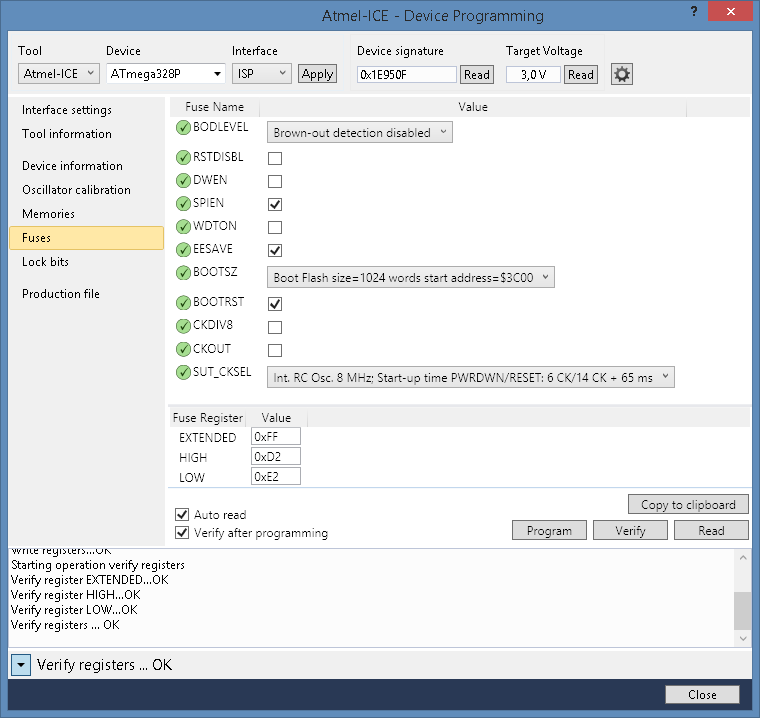 Atmel-ICE - Device Programming
?
Tool Device Interface Device signature Target Voltage
Atmel-ICE ATmega328P ISP Apply 0x1E950F Read 3,0 V Read
Interface settings
Tool information
Device information
Oscillator calibration
Memories
Fuses
Lock bits
Production file
Fuse Name Value
BODLEVEL Brown-out detection disabled
RSTDISBL
DWEN
SPIEN
WDTON
EESAVE
BOOTSZ Boot Flash size=1024 words start address=$3C00
BOOTRST
CKDIV8
CKOUT
SUT_CKSEL Int. RC Osc. 8 MHz; Start-up time PWRDWN/RESET: 6 CK/14 CK + 65 ms
Fuse Register Value
EXTENDED 0xFF
HIGH 0xD2
LOW 0xE2
Copy to clipboard
Auto read
Verify after programming
Program Verify Read
Write registers...OK
Starting operation verify registers
Verify register EXTENDED...OK
Verify register HIGH...OK
Verify register LOW...OK
Verify registers ... OK
Verify registers ... OK
Close